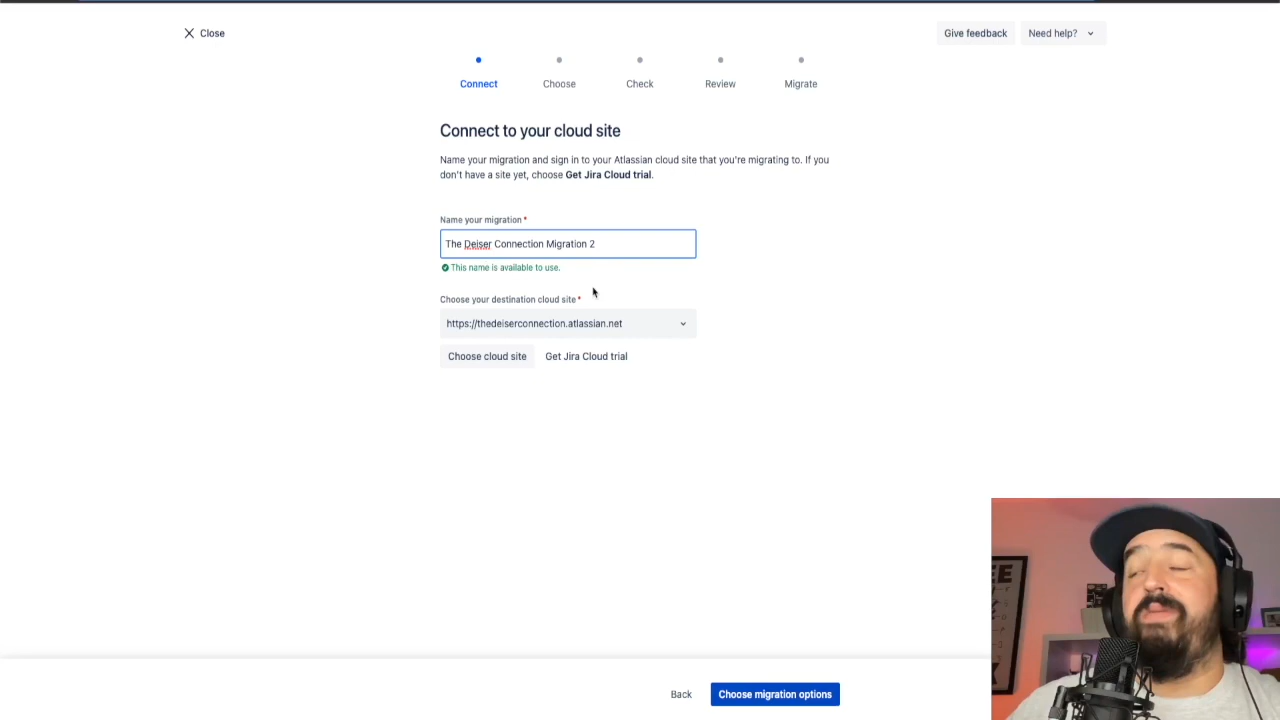 Close
Give feedback
Need help?
Connect
Choose
Check
Review
Migrate
Connect to your cloud site
Name your migration and sign in to your Atlassian cloud site that you're migrating to. If you
don't have a site yet, choose Get Jira Cloud trial.
Name your migration *
The Deiser Connection Migration 2
This name is available to use.
Choose your destination cloud site *
https://thedeiserconnection.atlassian.net
Choose cloud site
Get Jira Cloud trial
Back
Choose migration options